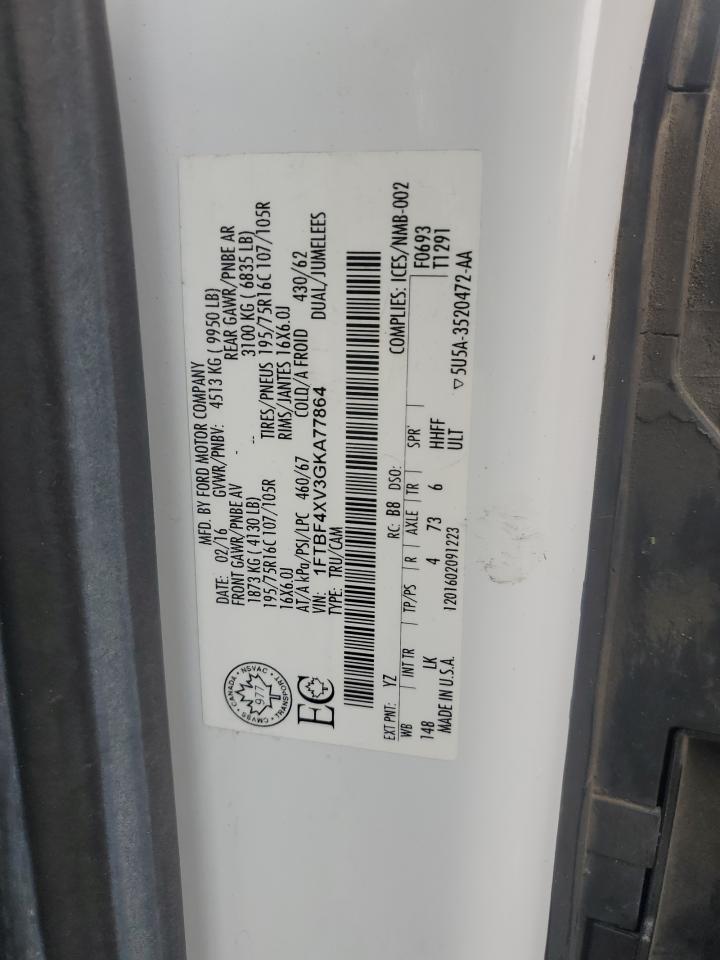 MFD. BY FORD MOTOR COMPANY
DATE: 02/16 GVWR/PNBV: 4513 KG ( 9950 LB)
FRONT GAWR/PNBE AV REAR GAWR/PNBE AR
1873 KG ( 4130 LB) -- 3100 KG ( 6835 LB)
195/75R16C 107/105R TIRES/PNEUS 195/75R16C 107/105R
16X6.0J -- RIMS/JANTES 16X6.0J
AT/A kPa/PSI/LPC 460/67 COLD/A FROID 430/62
VIN: 1FTBF4XV3GKA77864 DUAL/JUMELEES
TYPE: TRU/CAM
CANADA • NSVAC • TRANSPORT • CMVSS •
977
EC
EXT PNT: YZ RC: B8 DSO: COMPLIES: ICES/NMB-002
WB INT TR TP/PS R AXLE TR SPR F0693
148 LK 4 73 6 HHFF T1291
ULT
MADE IN U.S.A. 1201602091223 ▽5U5A-3520472-AA